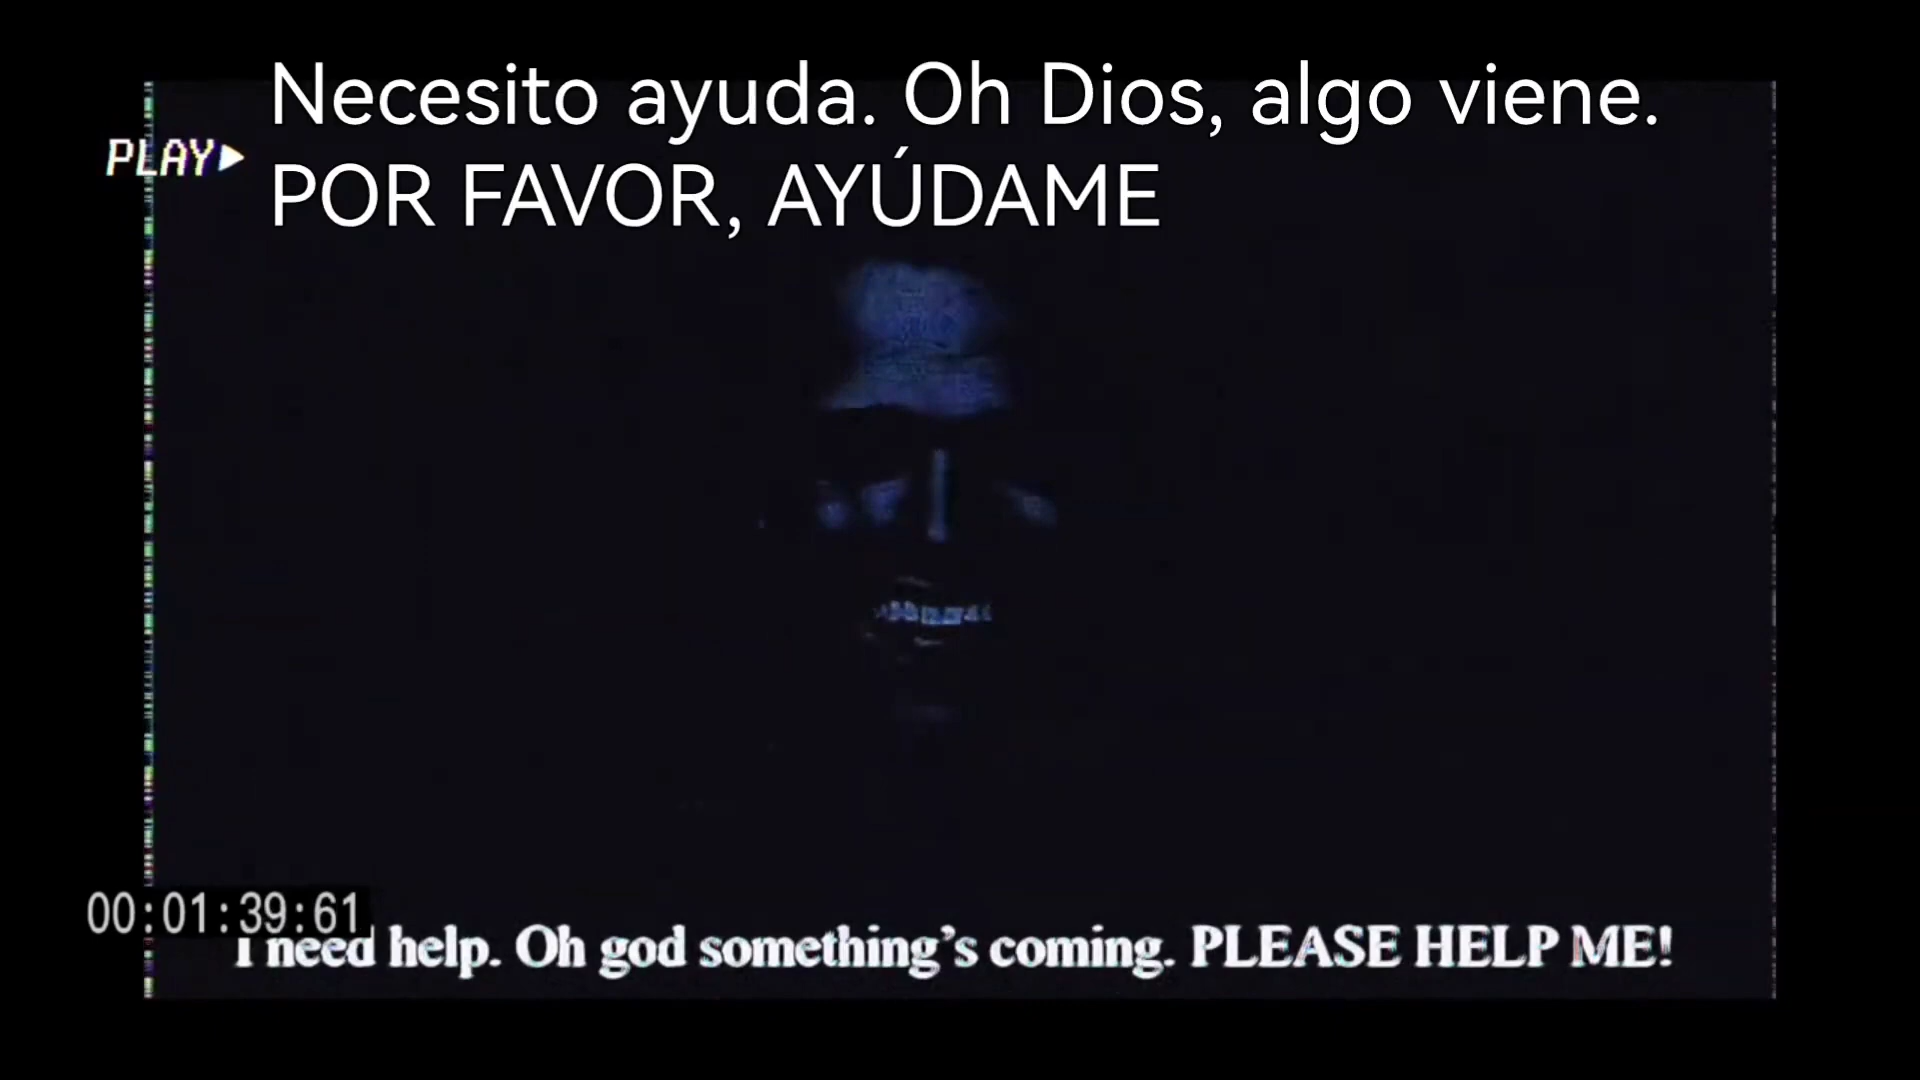 Necesito ayuda. Oh Dios, algo viene.
PLAY▶
POR FAVOR, AYÚDAME
00:01:39:61
I need help. Oh god something’s coming. PLEASE HELP ME!